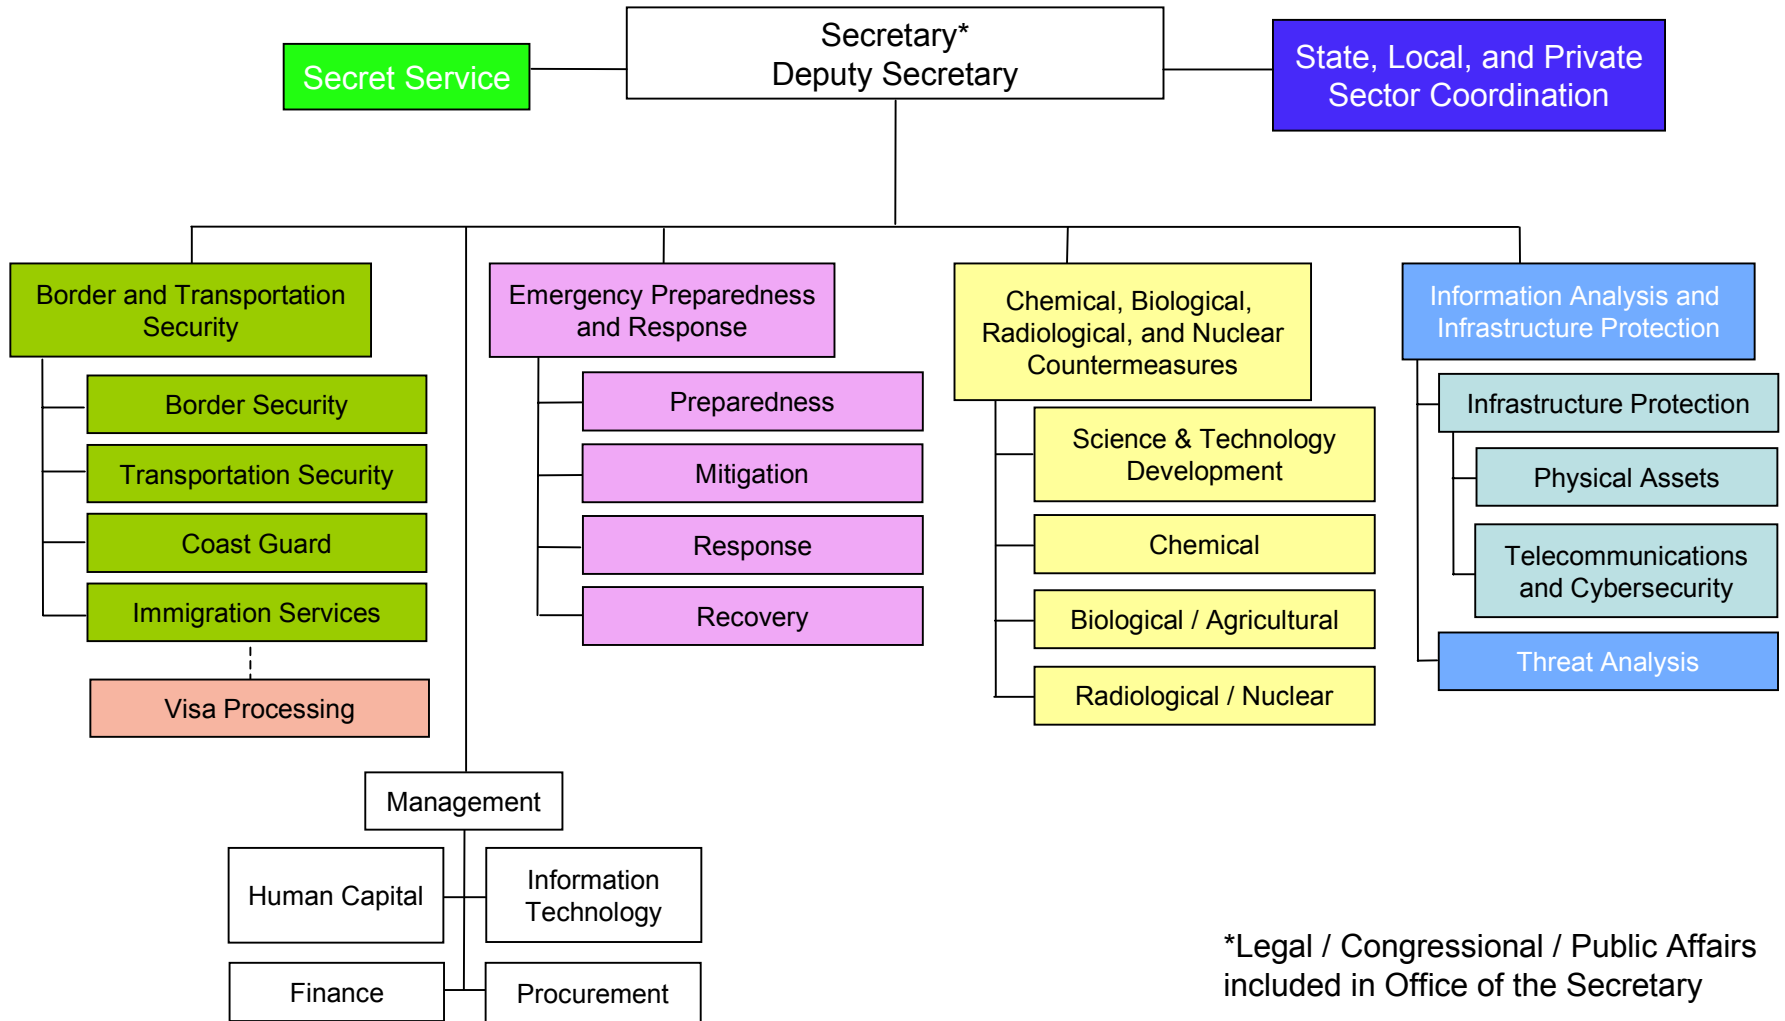 Secretary*
Deputy Secretary
Secret Service
State, Local, and Private
Sector Coordination
Border and Transportation
Security
Border Security
Transportation Security
Coast Guard
Immigration Services
Visa Processing
Emergency Preparedness
and Response
Preparedness
Mitigation
Response
Recovery
Chemical, Biological,
Radiological, and Nuclear
Countermeasures
Science & Technology
Development
Chemical
Biological / Agricultural
Radiological / Nuclear
Information Analysis and
Infrastructure Protection
Infrastructure Protection
Physical Assets
Telecommunications
and Cybersecurity
Threat Analysis
Management
Human Capital
Information
Technology
Finance
Procurement
*Legal / Congressional / Public Affairs
included in Office of the Secretary